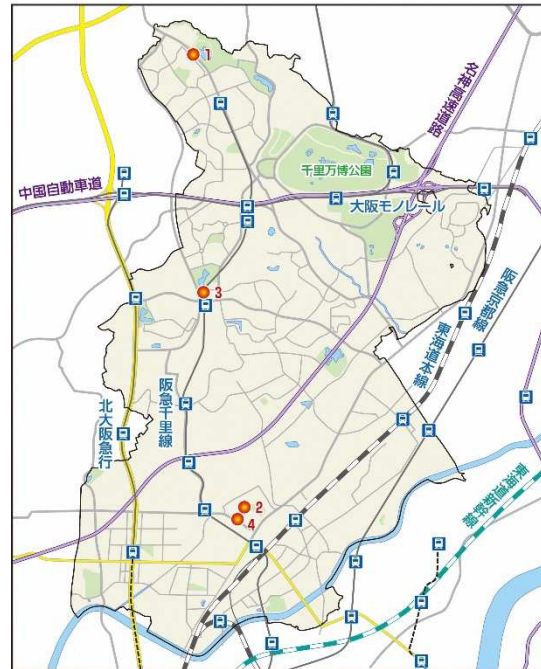 1
名神高速道路
千里万博公園
中国自動車道
大阪モノレール
3
阪急京都線
東海道本線
阪急千里線
北大阪急行
2
4
東海道新幹線